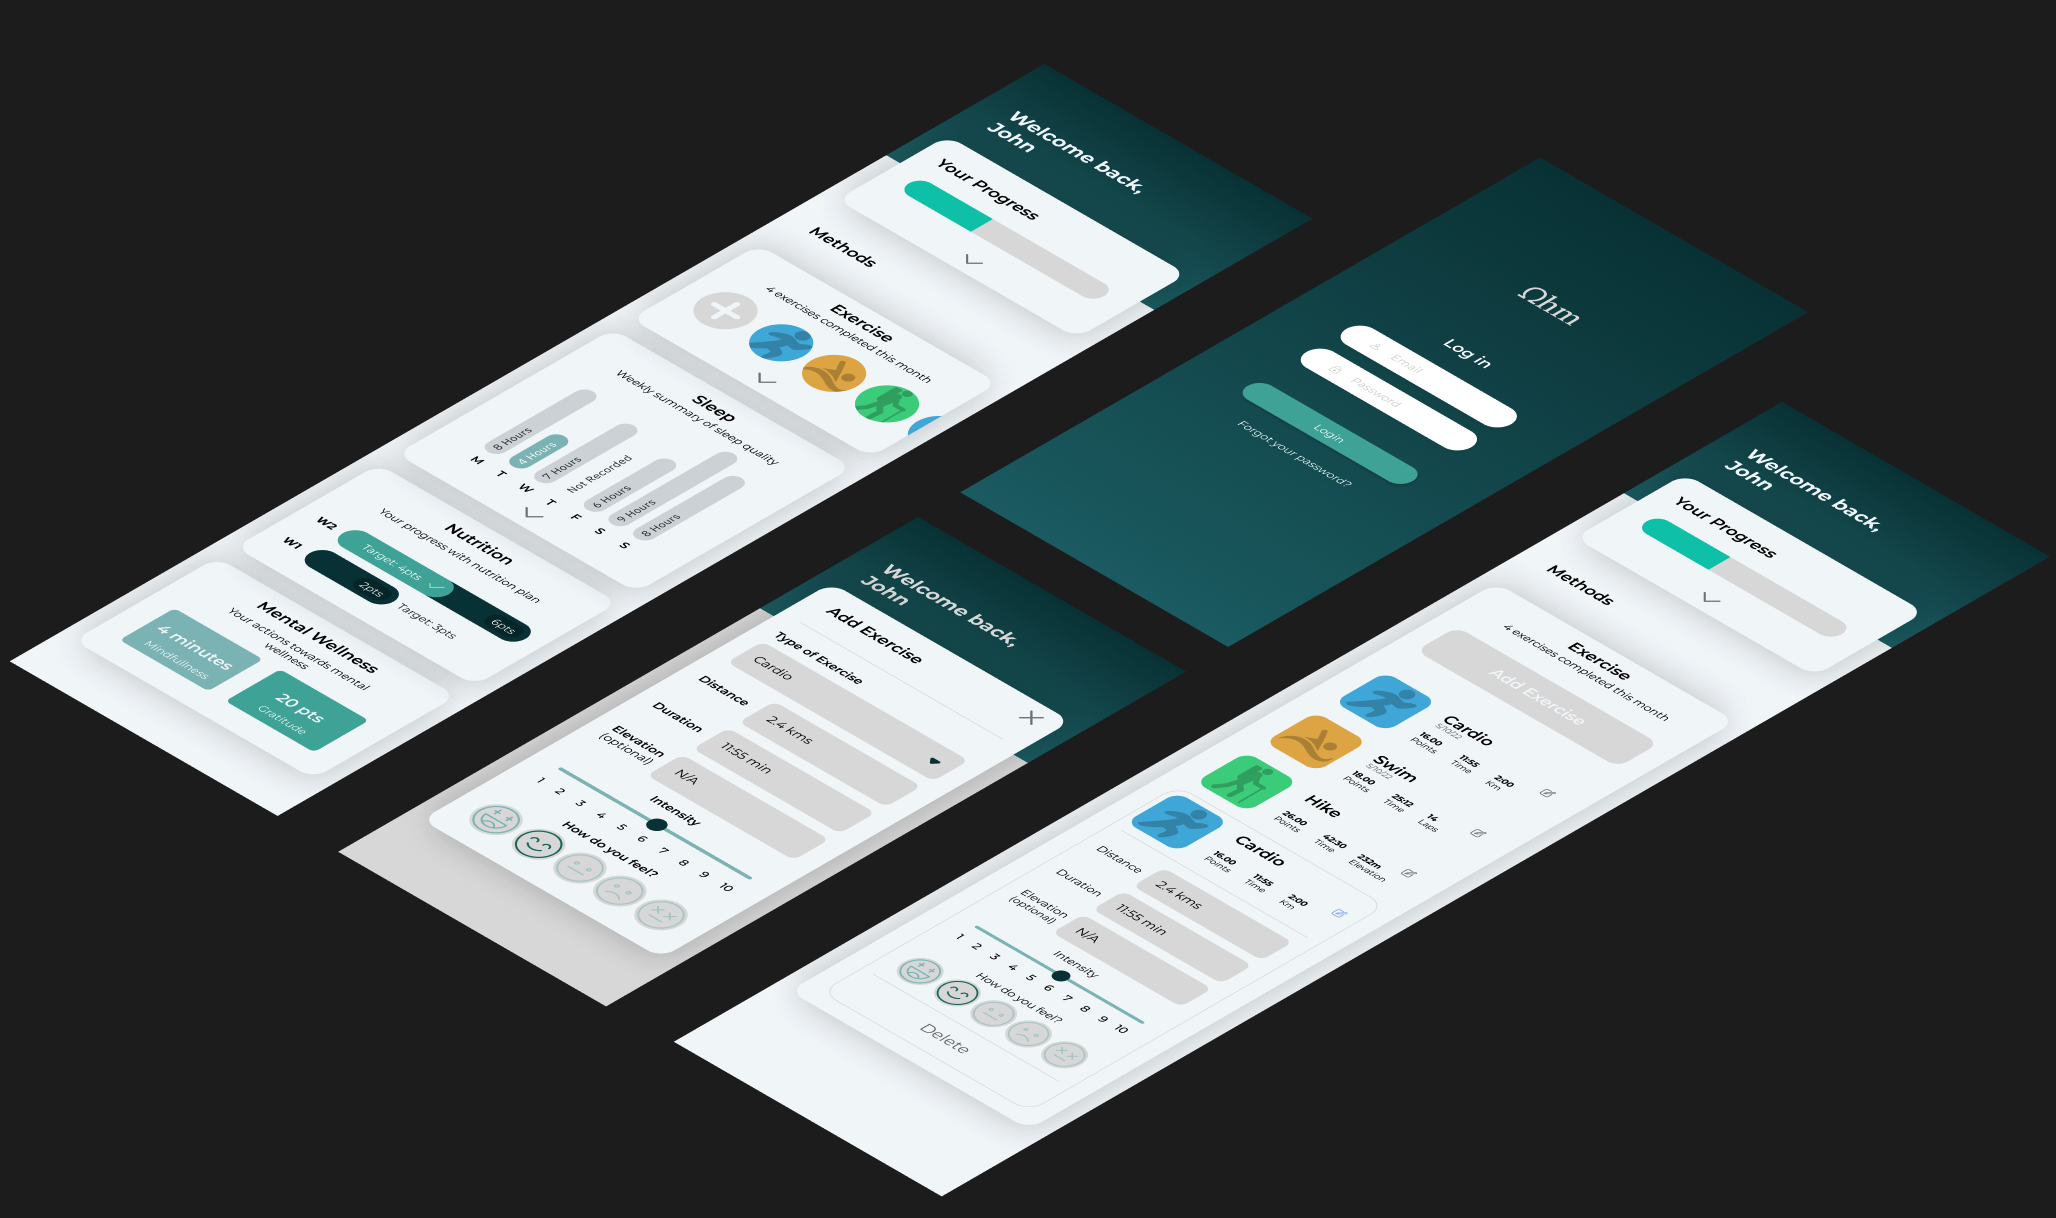 Welcome back,
John
Your Progress
Methods
Exercise
4 exercises completed this month
Sleep
Weekly summary of sleep quality
8 Hours
4 Hours
7 Hours
Not Recorded
6 Hours
9 Hours
8 Hours
M T W T F S S
Nutrition
Your progress with nutrition plan
W2
Target: 4pts
6pts
W1
2pts
Target: 3pts
Mental Wellness
Your actions towards mental
wellness
4 minutes
Mindfullness
20 pts
Gratitude
Ωhm
Log in
Email
Password
Login
Forgot your password?
Welcome back,
John
Add Exercise
Type of Exercise
Cardio
Distance
2.4 kms
Duration
11:55 min
Elevation
(optional)
N/A
Intensity
1 2 3 4 5 6 7 8 9 10
How do you feel?
Welcome back,
John
Your Progress
Methods
Exercise
4 exercises completed this month
Add Exercise
Cardio
5/10/22
16.00 11:55 2:00
Points Time Km
Swim
5/10/22
18.00 25:12 14
Points Time Laps
Hike
26.00 42:30 232m
Points Time Elevation
Cardio
16.00 11:55 2:00
Points Time Km
Distance
2.4 kms
Duration
11:55 min
Elevation
(optional)
N/A
Intensity
1 2 3 4 5 6 7 8 9 10
How do you feel?
Delete